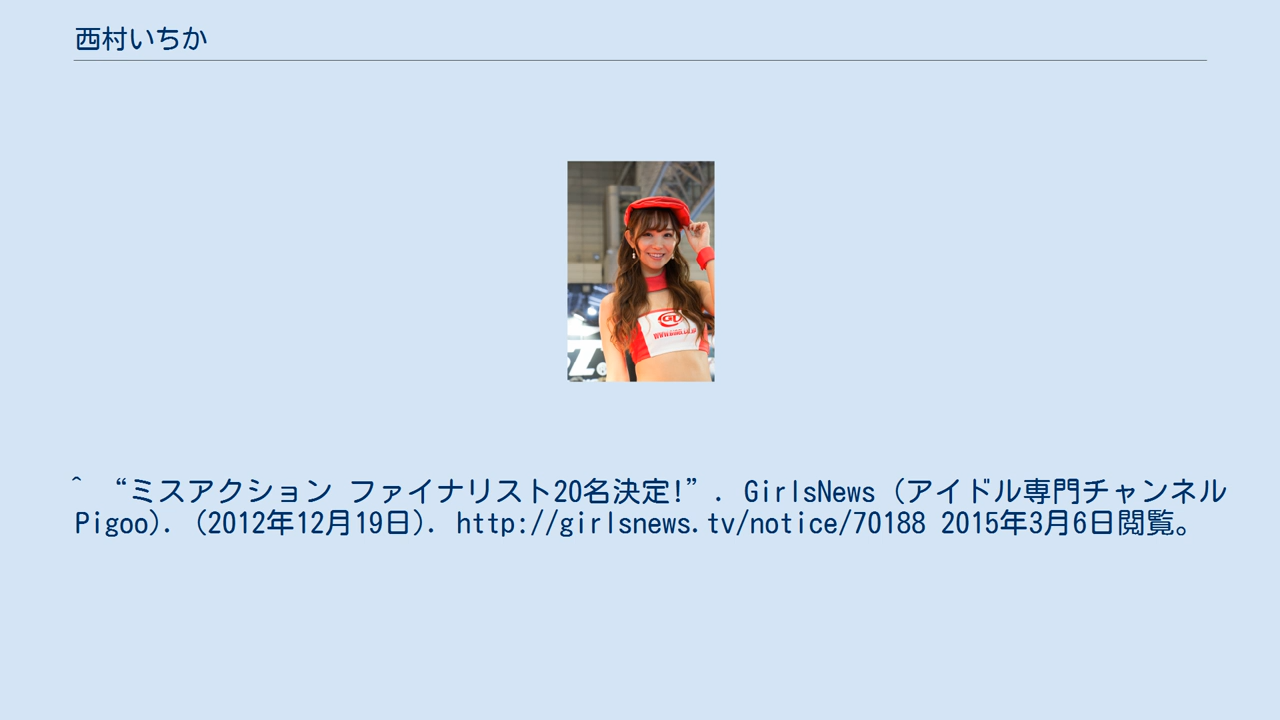 西村いちか
^ “ミスアクション ファイナリスト20名決定!”. GirlsNews (アイドル専門チャンネル
Pigoo). (2012年12月19日). http://girlsnews.tv/notice/70188 2015年3月6日閲覧。